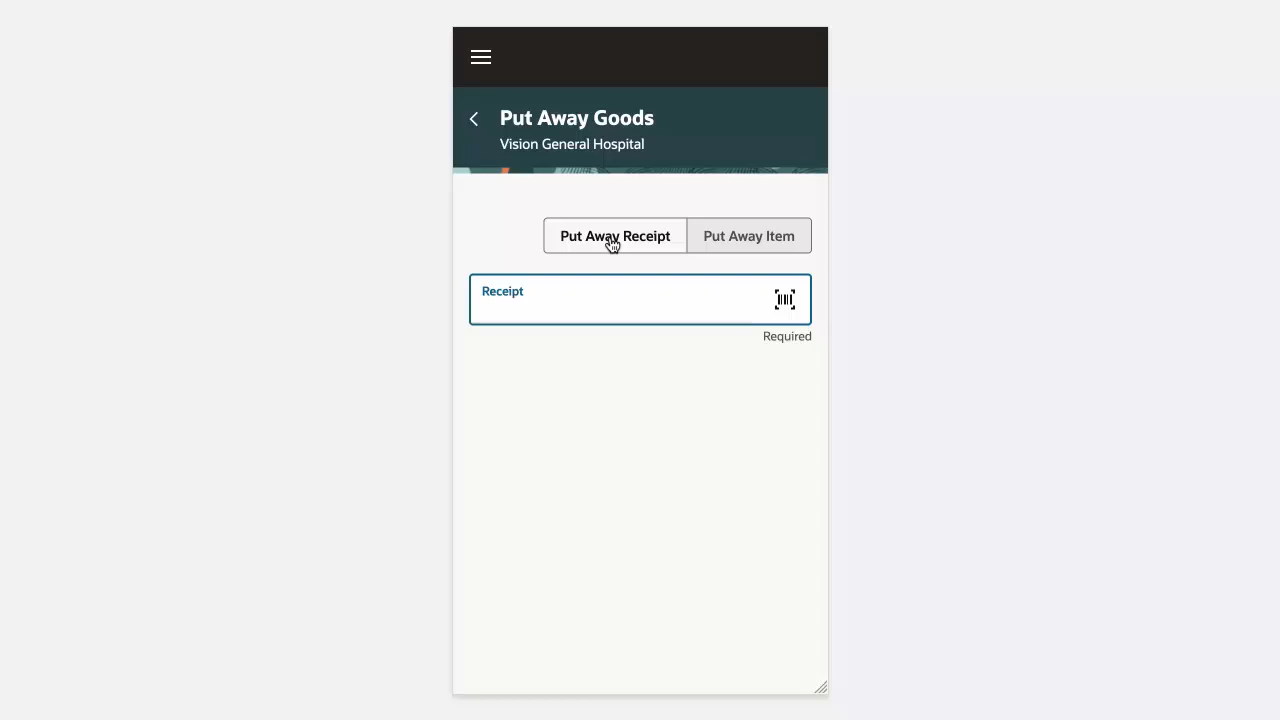 Put Away Goods
Vision General Hospital
Put Away Receipt Put Away Item
Receipt
Required